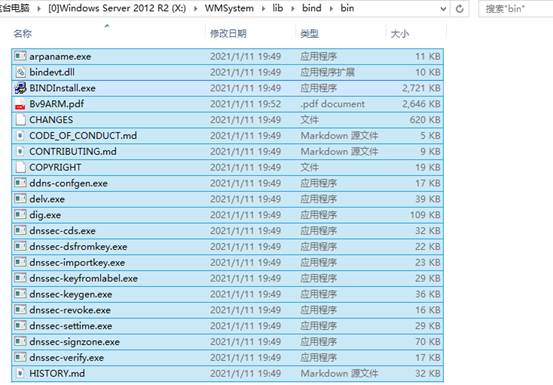 台电脑 > [0]Windows Server 2012 R2 (X:) > WMSystem > lib > bind > bin 搜索"bin"
名称 修改日期 类型 大小
arpaname.exe 2021/1/11 19:49 应用程序 11 KB
bindevt.dll 2021/1/11 19:49 应用程序扩展 10 KB
BINDInstall.exe 2021/1/11 19:49 应用程序 2,721 KB
Bv9ARM.pdf 2021/1/11 19:52 .pdf document 2,646 KB
CHANGES 2021/1/11 19:49 文件 620 KB
CODE_OF_CONDUCT.md 2021/1/11 19:49 Markdown 源文件 5 KB
CONTRIBUTING.md 2021/1/11 19:49 Markdown 源文件 9 KB
COPYRIGHT 2021/1/11 19:49 文件 19 KB
ddns-confgen.exe 2021/1/11 19:49 应用程序 17 KB
delv.exe 2021/1/11 19:49 应用程序 39 KB
dig.exe 2021/1/11 19:49 应用程序 109 KB
dnssec-cds.exe 2021/1/11 19:49 应用程序 32 KB
dnssec-dsfromkey.exe 2021/1/11 19:49 应用程序 22 KB
dnssec-importkey.exe 2021/1/11 19:49 应用程序 23 KB
dnssec-keyfromlabel.exe 2021/1/11 19:49 应用程序 29 KB
dnssec-keygen.exe 2021/1/11 19:49 应用程序 36 KB
dnssec-revoke.exe 2021/1/11 19:49 应用程序 16 KB
dnssec-settime.exe 2021/1/11 19:49 应用程序 29 KB
dnssec-signzone.exe 2021/1/11 19:49 应用程序 70 KB
dnssec-verify.exe 2021/1/11 19:49 应用程序 17 KB
HISTORY.md 2021/1/11 19:49 Markdown 源文件 32 KB